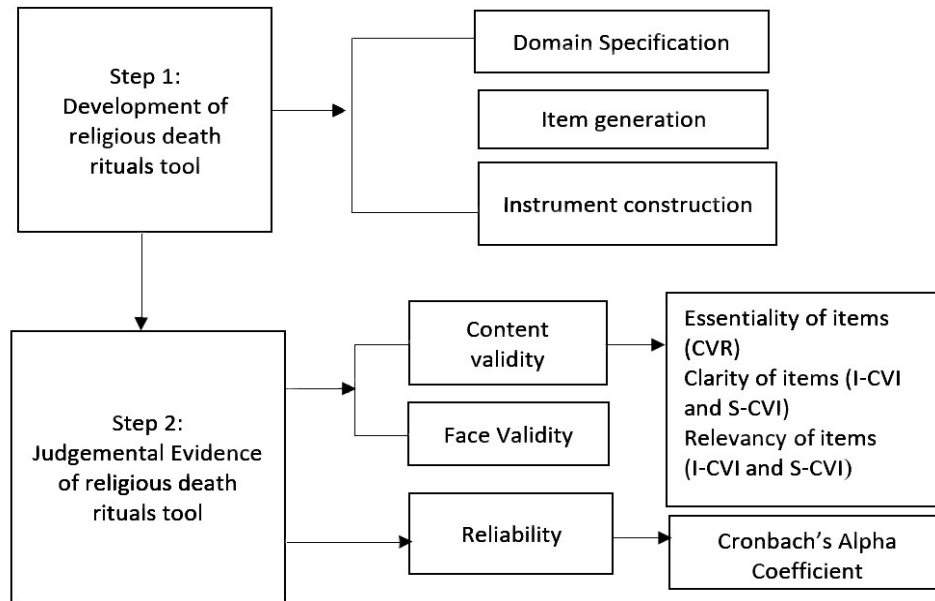 Step 1:
Development of
religious death
rituals tool
Domain Specification
Item generation
Instrument construction
Step 2:
Judgemental Evidence
of religious death
rituals tool
Content
validity
Face Validity
Reliability
Essentiality of items
(CVR)
Clarity of items (I-CVI
and S-CVI)
Relevancy of items
(I-CVI and S-CVI)
Cronbach’s Alpha
Coefficient